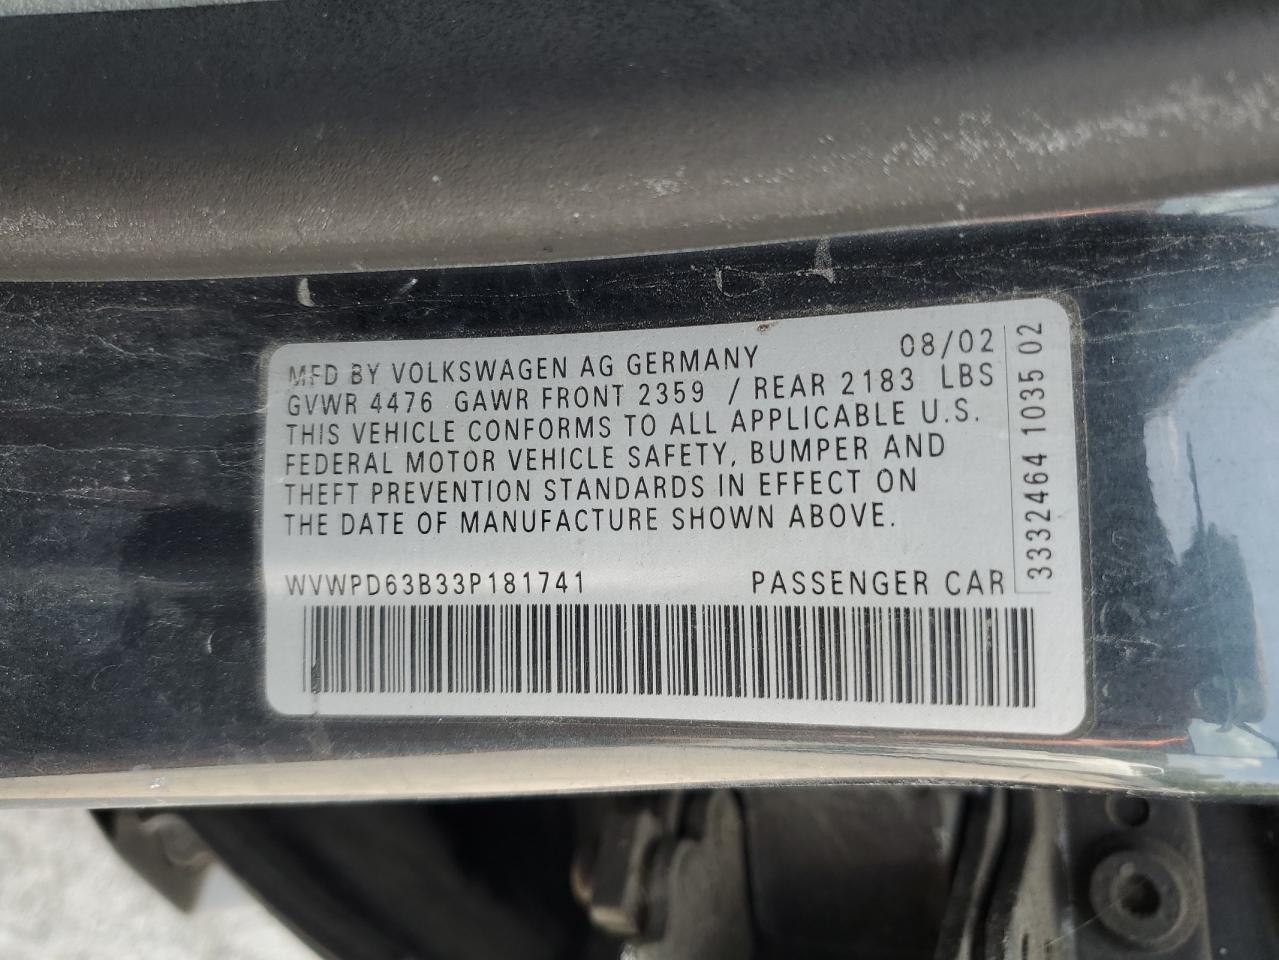 MFD BY VOLKSWAGEN AG GERMANY 08/02
GVWR 4476 GAWR FRONT 2359 / REAR 2183 LBS
THIS VEHICLE CONFORMS TO ALL APPLICABLE U.S.
FEDERAL MOTOR VEHICLE SAFETY, BUMPER AND
THEFT PREVENTION STANDARDS IN EFFECT ON
THE DATE OF MANUFACTURE SHOWN ABOVE.
WVWPD63B33P181741 PASSENGER CAR
3332464 1035 02